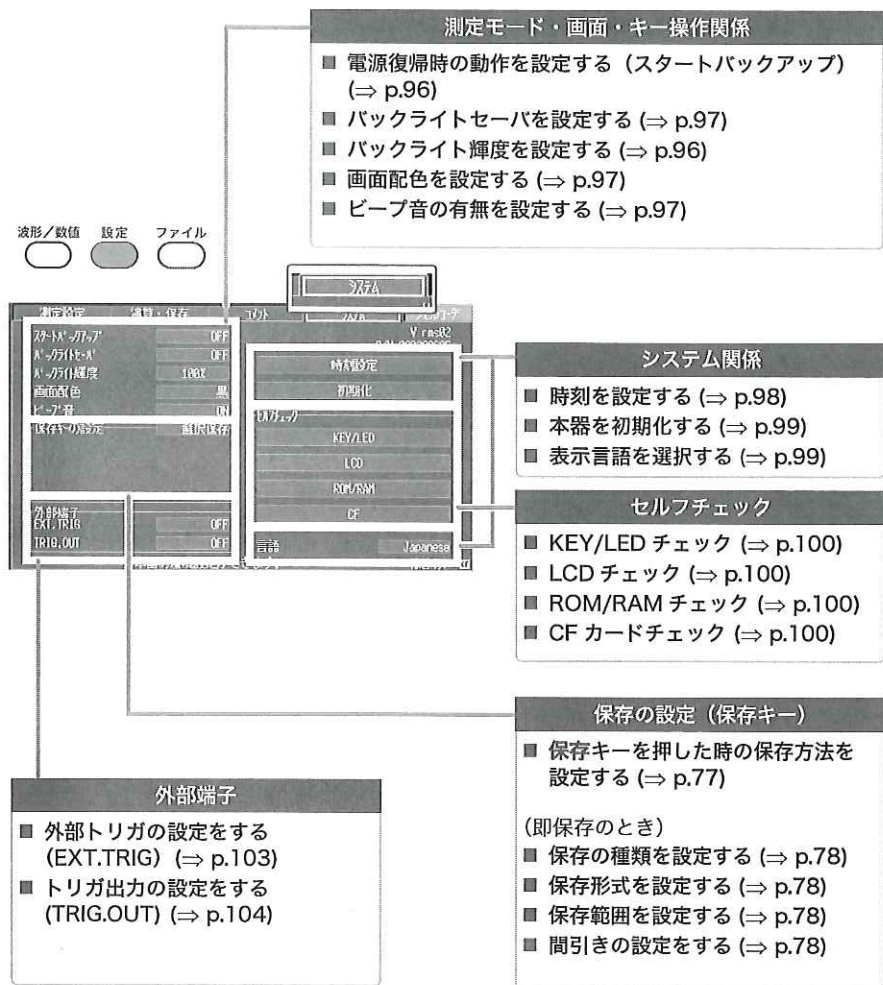 測定モード・画面・キー操作関係
■ 電源復帰時の動作を設定する（スタートバックアップ）
(⇒ p.96)
■ バックライトセーバを設定する (⇒ p.97)
■ バックライト輝度を設定する (⇒ p.96)
■ 画面配色を設定する (⇒ p.97)
■ ビープ音の有無を設定する (⇒ p.97)
波形／数値 設定 ファイル
システム
測定設定 演算・保存 コメント
スタートバックアップ OFF
バックライトセーバ OFF
バックライト輝度 100%
画面配色 黒
ビープ音 ON
選択保存
外部端子
EXT.TRIG OFF
TRIG.OUT OFF
時刻設定
初期化
セルフチェック
KEY/LED
LCD
ROM/RAM
CF
言語 Japanese
システム関係
■ 時刻を設定する (⇒ p.98)
■ 本器を初期化する (⇒ p.99)
■ 表示言語を選択する (⇒ p.99)
セルフチェック
■ KEY/LED チェック (⇒ p.100)
■ LCD チェック (⇒ p.100)
■ ROM/RAM チェック (⇒ p.100)
■ CF カードチェック (⇒ p.100)
保存の設定（保存キー）
■ 保存キーを押した時の保存方法を
設定する (⇒ p.77)
（即保存のとき）
■ 保存の種類を設定する (⇒ p.78)
■ 保存形式を設定する (⇒ p.78)
■ 保存範囲を設定する (⇒ p.78)
■ 間引きの設定をする (⇒ p.78)
外部端子
■ 外部トリガの設定をする
(EXT.TRIG) (⇒ p.103)
■ トリガ出力の設定をする
(TRIG.OUT) (⇒ p.104)